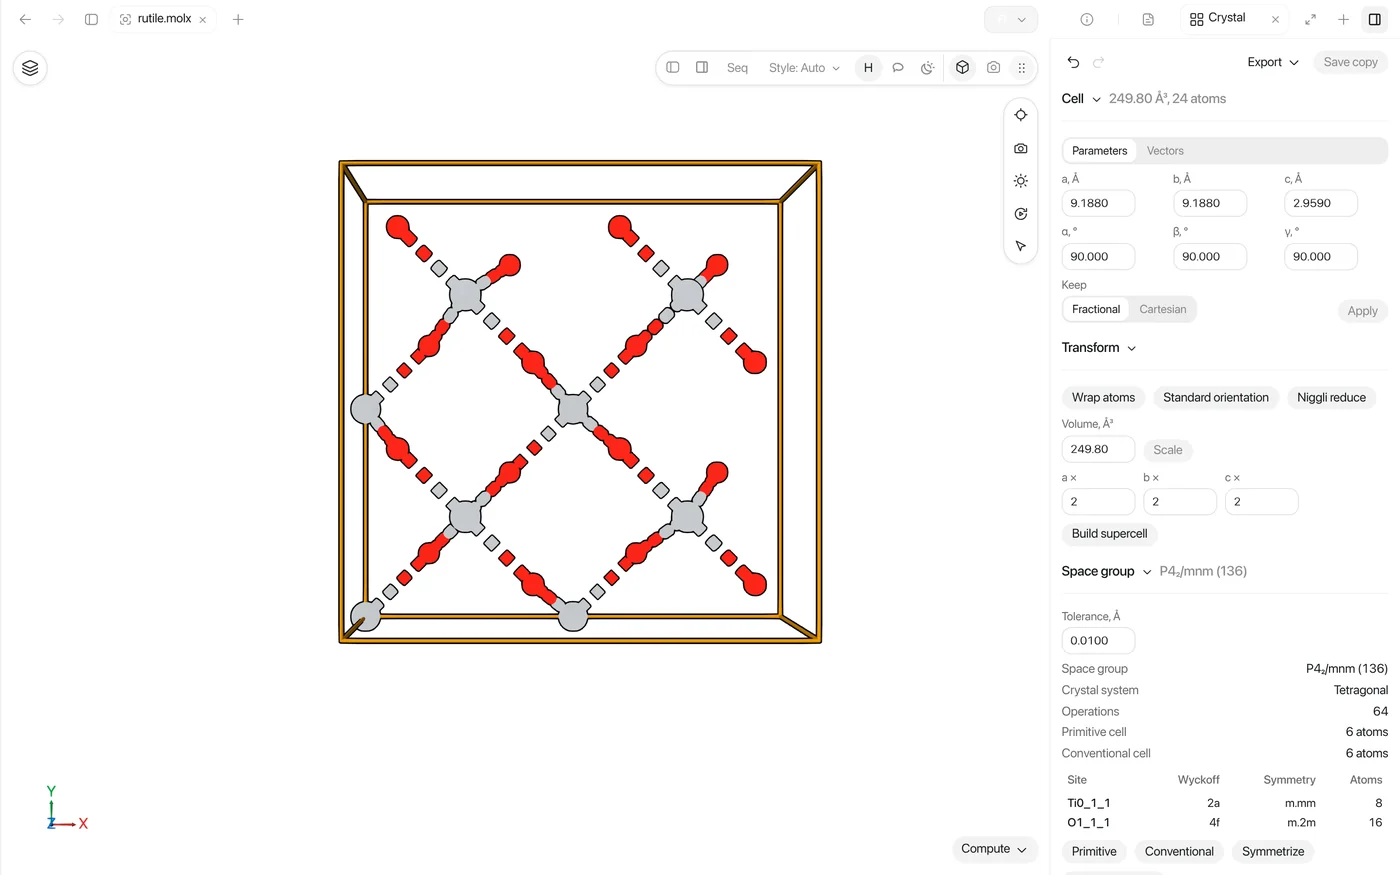 rutile.molx
Crystal
Seq
Style: Auto
H
Export
Save copy
Cell
249.80 Å³, 24 atoms
Parameters
Vectors
a, Å
b, Å
c, Å
9.1880
9.1880
2.9590
α, °
β, °
γ, °
90.000
90.000
90.000
Keep
Fractional
Cartesian
Apply
Transform
Wrap atoms
Standard orientation
Niggli reduce
Volume, Å³
249.80
Scale
a ×
b ×
c ×
2
2
2
Build supercell
Space group
P4₂/mnm (136)
Tolerance, Å
0.0100
Space group P4₂/mnm (136)
Crystal system Tetragonal
Operations 64
Primitive cell 6 atoms
Conventional cell 6 atoms
Site Wyckoff Symmetry Atoms
Ti0_1_1 2a m.mm 8
O1_1_1 4f m.2m 16
Primitive
Conventional
Symmetrize
Y
Z
X
Compute